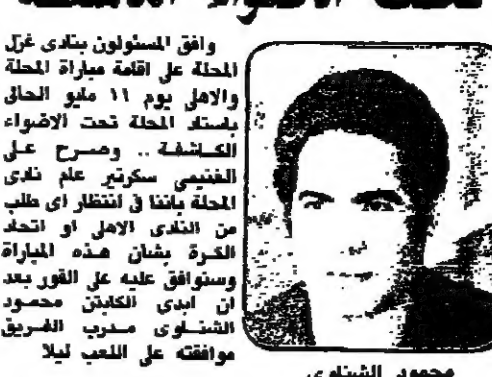 وافق المسئولون بنادى غزل
المحلة على اقامة مباراة المحلة
والاهلى يوم ١١ مايو الحالى
باستاد المحلة تحت الاضواء
الكاشفة .. وصرح على
الغنيمى سكرتير عام نادى
المحلة باننا فى انتظار اى طلب
من النادى الاهلى او اتحاد
الكرة بشان هذه المباراة
وسنوافق عليه على الفور بعد
ان ابدى الكابتن محمود
الشناوى مدرب الفريق
موافقته على اللعب ليلا
محمود الشناوى